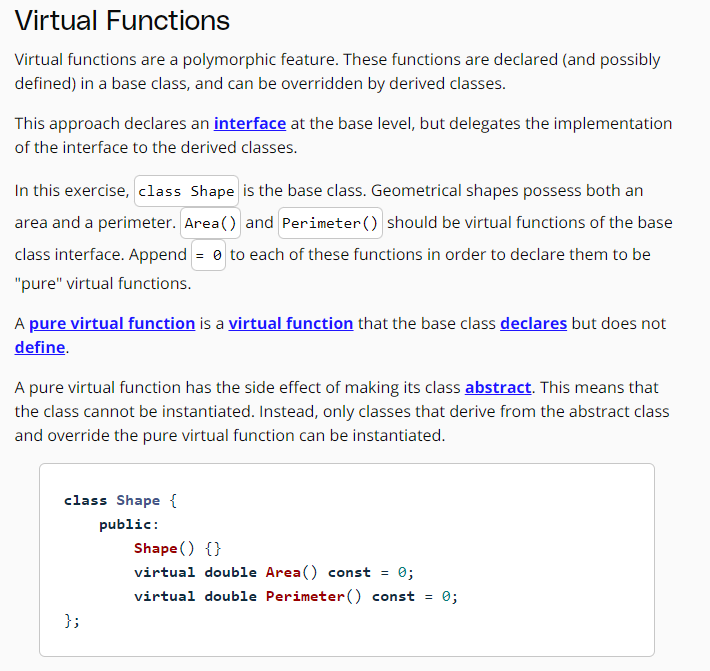 Virtual Functions
Virtual functions are a polymorphic feature. These functions are declared (and possibly
defined) in a base class, and can be overridden by derived classes.
This approach declares an interface at the base level, but delegates the implementation
of the interface to the derived classes.
In this exercise, class Shape is the base class. Geometrical shapes possess both an
area and a perimeter. Area() and Perimeter() should be virtual functions of the base
class interface. Append = 0 to each of these functions in order to declare them to be
"pure" virtual functions.
A pure virtual function is a virtual function that the base class declares but does not
define.
A pure virtual function has the side effect of making its class abstract. This means that
the class cannot be instantiated. Instead, only classes that derive from the abstract class
and override the pure virtual function can be instantiated.
class Shape {
    public:
        Shape() {}
        virtual double Area() const = 0;
        virtual double Perimeter() const = 0;
};